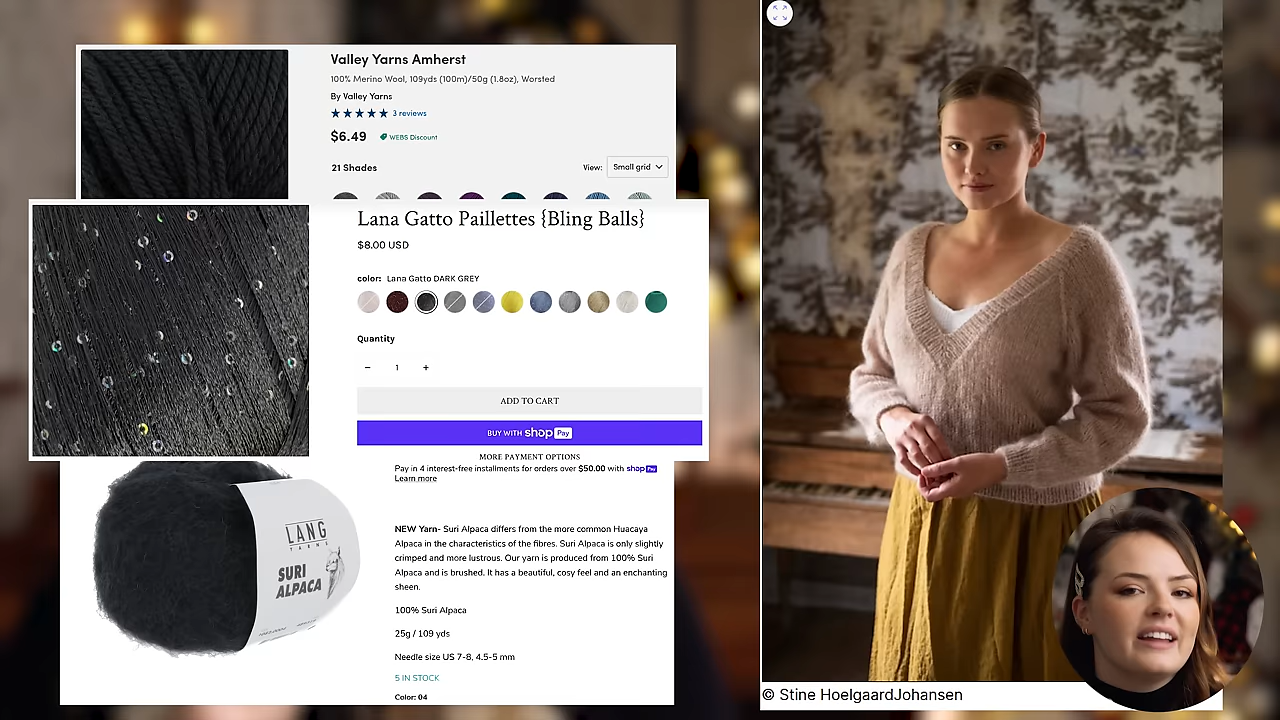 Valley Yarns Amherst
100% Merino Wool, 109yds (100m)/50g (1.8oz), Worsted
By Valley Yarns
3 reviews
$6.49
WEBS Discount
21 Shades
View:
Small grid
Lana Gatto Paillettes {Bling Balls}
$8.00 USD
color: Lana Gatto DARK GREY
Quantity
− 1 +
ADD TO CART
BUY WITH shop Pay
MORE PAYMENT OPTIONS
Pay in 4 interest-free installments for orders over $50.00 with shop Pay
Learn more
NEW Yarn- Suri Alpaca differs from the more common Huacaya
Alpaca in the characteristics of the fibres. Suri Alpaca is only slightly
crimped and more lustrous. Our yarn is produced from 100% Suri
Alpaca and is brushed. It has a beautiful, cosy feel and an enchanting
sheen.
100% Suri Alpaca
25g / 109 yds
Needle size US 7-8, 4.5-5 mm
5 IN STOCK
Color: 04
LANG
YARNS
SURI
ALPACA
© Stine HoelgaardJohansen